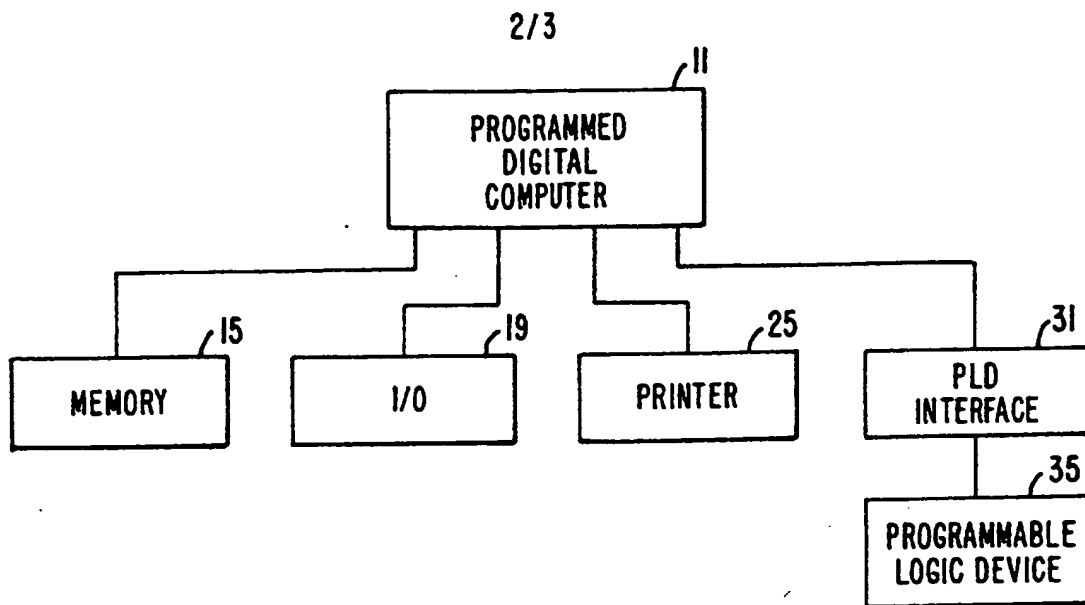 2/3
11
PROGRAMMED
DIGITAL
COMPUTER
15
19
25
31
MEMORY
I/O
PRINTER
PLD
INTERFACE
35
PROGRAMMABLE
LOGIC DEVICE